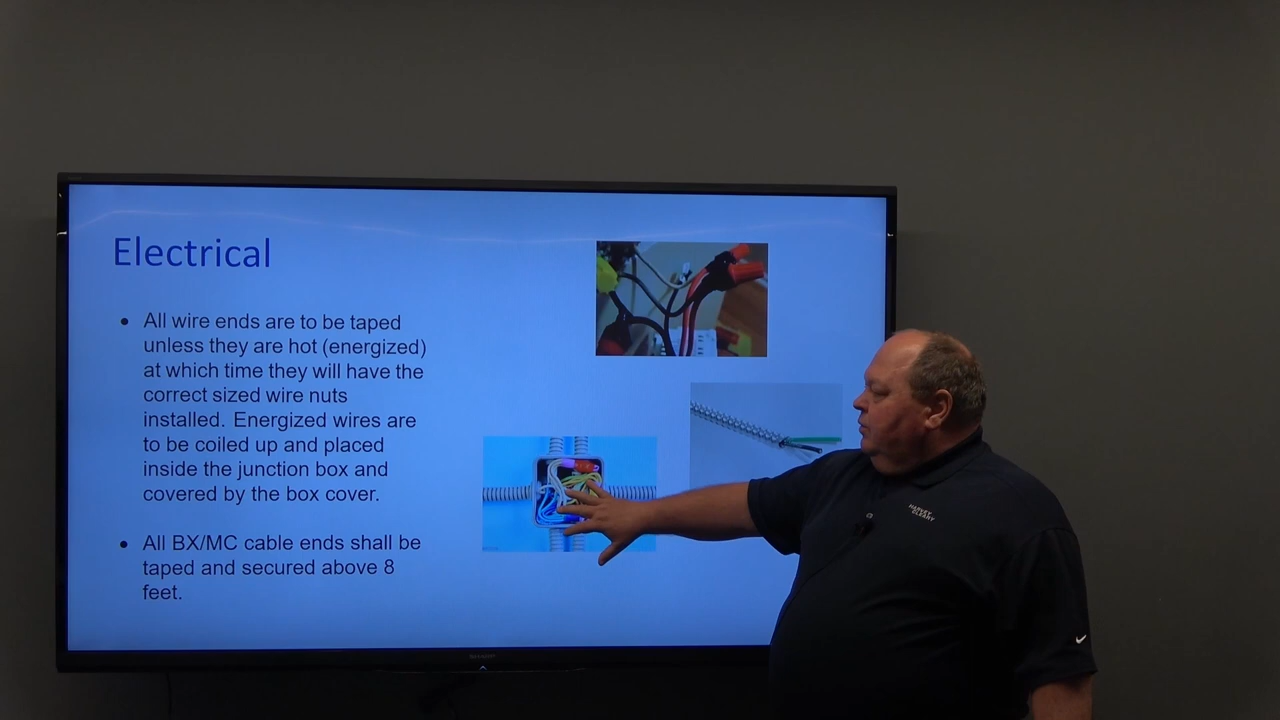 Electrical
• All wire ends are to be taped
unless they are hot (energized)
at which time they will have the
correct sized wire nuts
installed. Energized wires are
to be coiled up and placed
inside the junction box and
covered by the box cover.
• All BX/MC cable ends shall be
taped and secured above 8
feet.
HARVEY
CLEARY
SHARP